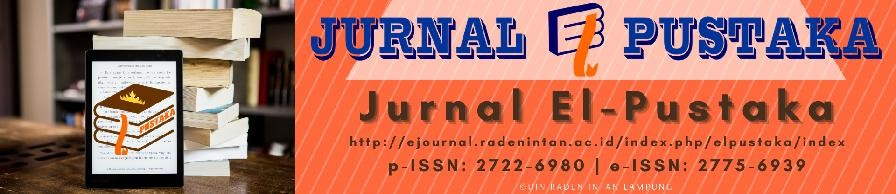 PUSTAKA
JURNAL PUSTAKA
Jurnal El-Pustaka
http://ejournal.radenintan.ac.id/index.php/elpustaka/index
p-ISSN: 2722-6980 | e-ISSN: 2775-6939
©UIN RADEN INTAN LAMPUNG